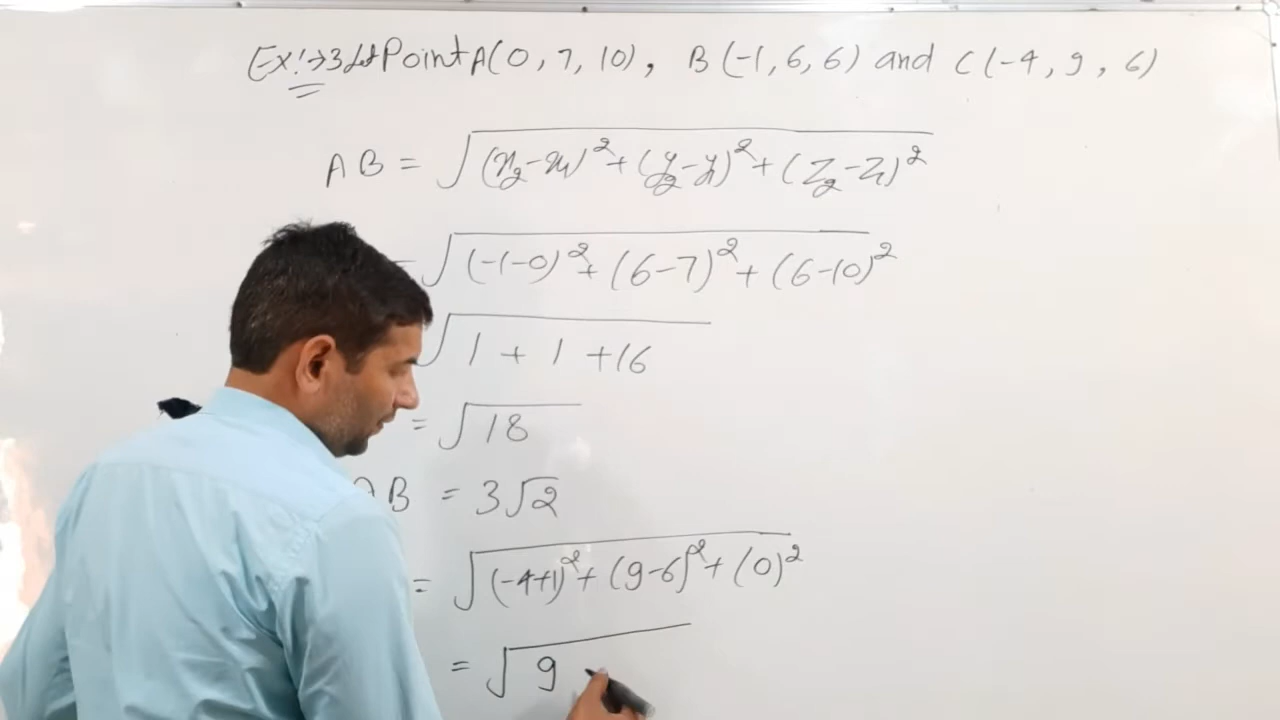 Ex:→3 Let Point A(0, 7, 10), B(-1, 6, 6) and C(-4, 9, 6)
AB = √(x₂-x₁)²+(y₂-y₁)²+(z₂-z₁)²
= √(-1-0)²+(6-7)²+(6-10)²
√1+1+16
= √18
AB = 3√2
= √(-4+1)²+(9-6)²+(0)²
= √9